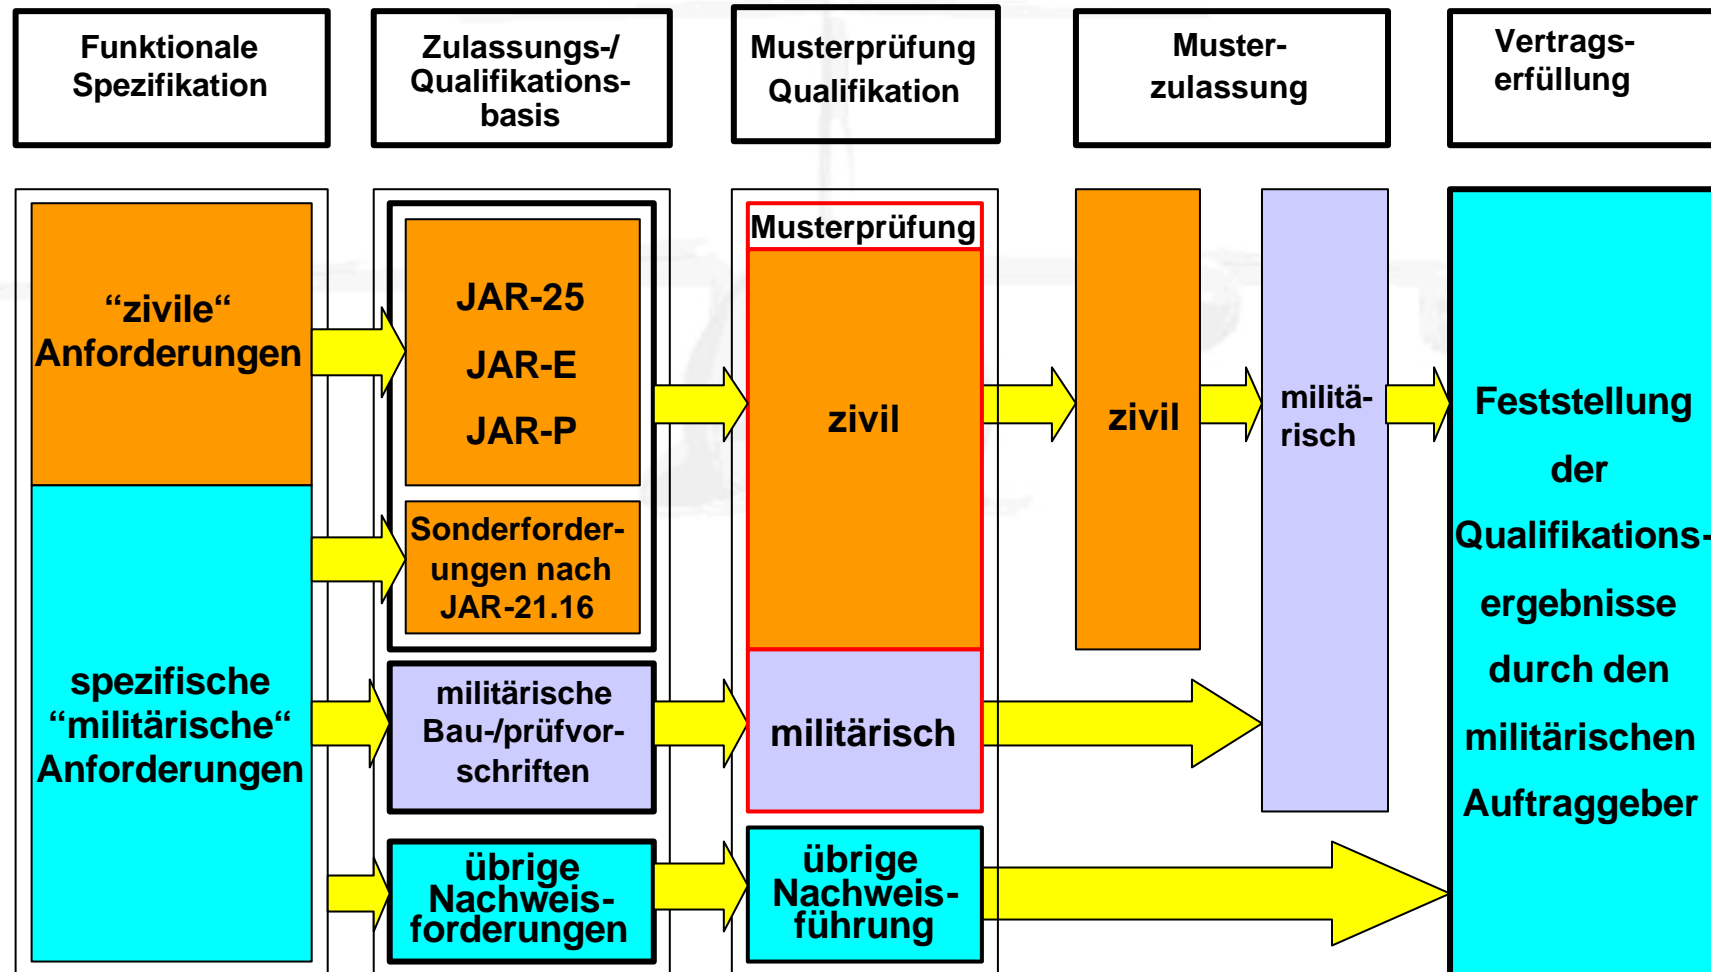 Funktionale
Spezifikation
Zulassungs-/
Qualifikations-
basis
Musterprüfung
Qualifikation
Muster-
zulassung
Vertrags-
erfüllung
“zivile“
Anforderungen
spezifische
“militärische“
Anforderungen
JAR-25
JAR-E
JAR-P
Sonderforder-
ungen nach
JAR-21.16
militärische
Bau-/prüfvor-
schriften
übrige
Nachweis-
forderungen
Musterprüfung
zivil
militärisch
übrige
Nachweis-
führung
zivil
militä-
risch
Feststellung
der
Qualifikations-
ergebnisse
durch den
militärischen
Auftraggeber